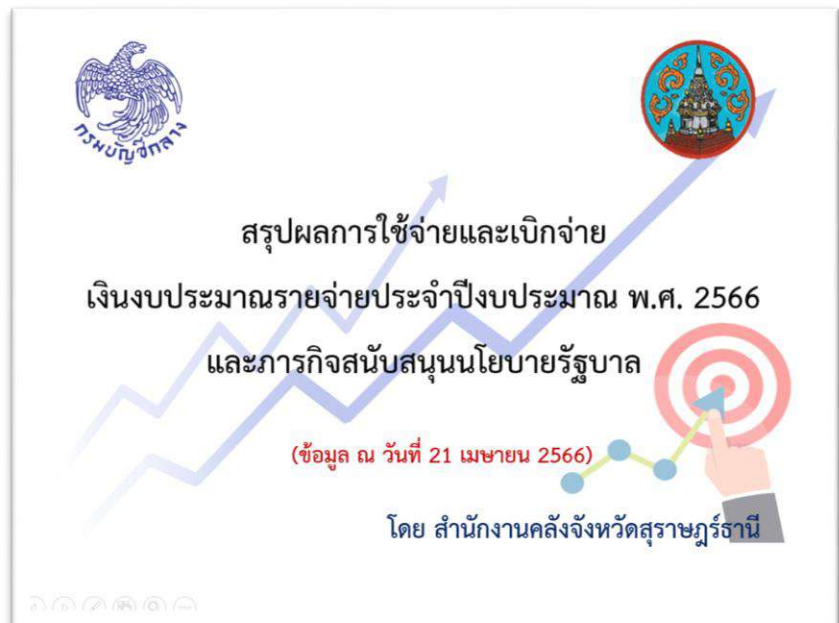 กรมบัญชีกลาง
สรุปผลการใช้จ่ายและเบิกจ่าย
เงินงบประมาณรายจ่ายประจำปีงบประมาณ พ.ศ. 2566
และภารกิจสนับสนุนนโยบายรัฐบาล
(ข้อมูล ณ วันที่ 21 เมษายน 2566)
โดย สำนักงานคลังจังหวัดสุราษฎร์ธานี